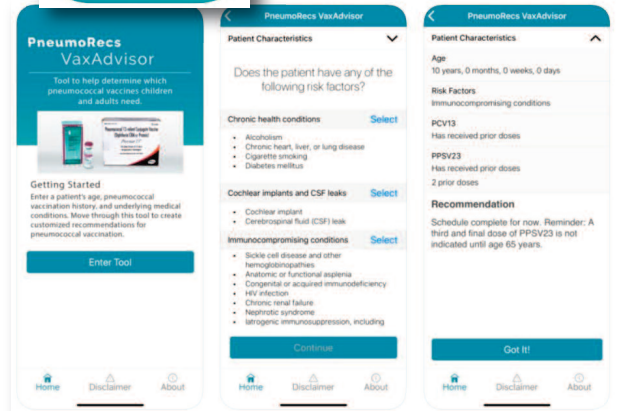 PneumoRecs
VaxAdvisor
Tool to help determine which
pneumococcal vaccines children
and adults need.
Getting Started
Enter a patient's age, pneumococcal
vaccination history, and underlying medical
conditions. Move through this tool to create
customized recommendations for
pneumococcal vaccination.
Enter Tool
Home Disclaimer About
PneumoRecs VaxAdvisor
Patient Characteristics
Does the patient have any of the
following risk factors?
Chronic health conditions Select
• Alcoholism
• Chronic heart, liver, or lung disease
• Cigarette smoking
• Diabetes mellitus
Cochlear implants and CSF leaks Select
• Cochlear implant
• Cerebrospinal fluid (CSF) leak
Immunocompromising conditions Select
• Sickle cell disease and other
hemoglobinopathies
• Anatomic or functional asplenia
• Congenital or acquired immunodeficiency
• HIV infection
• Chronic renal failure
• Nephrotic syndrome
• Iatrogenic immunosuppression, including
Continue
Home Disclaimer About
PneumoRecs VaxAdvisor
Patient Characteristics
Age
10 years, 0 months, 0 weeks, 0 days
Risk Factors
Immunocompromising conditions
PCV13
Has received prior doses
PPSV23
Has received prior doses
2 prior doses
Recommendation
Schedule complete for now. Reminder: A
third and final dose of PPSV23 is not
indicated until age 65 years.
Got It!
Home Disclaimer About